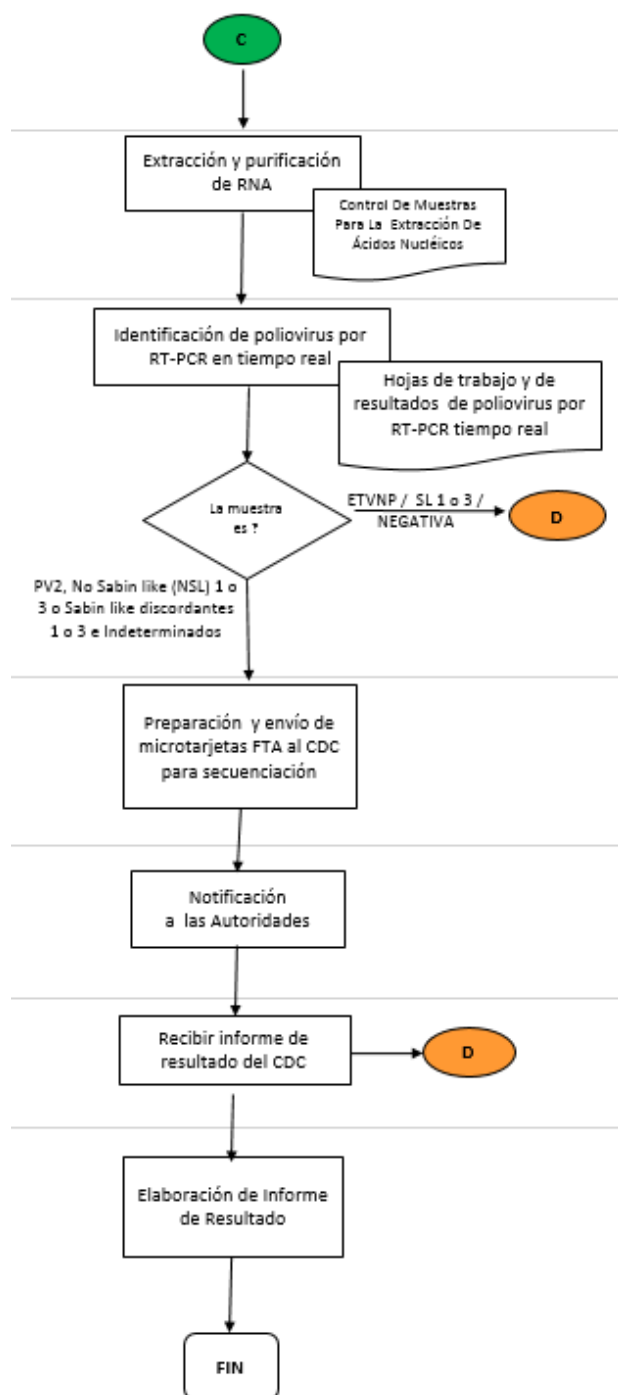 C
Extracción y purificación
de RNA
Control De Muestras
Para La Extracción De
Ácidos Nucléicos
Identificación de poliovirus por
RT-PCR en tiempo real
Hojas de trabajo y de
resultados de poliovirus por
RT-PCR tiempo real
La muestra
es ?
ETVNP / SL 1 o 3 /
NEGATIVA
D
PV2, No Sabin like (NSL) 1 o
3 o Sabin like discordantes
1 o 3 e Indeterminados
Preparación y envío de
microtarjetas FTA al CDC
para secuenciación
Notificación
a las Autoridades
Recibir informe de
resultado del CDC
D
Elaboración de Informe
de Resultado
FIN